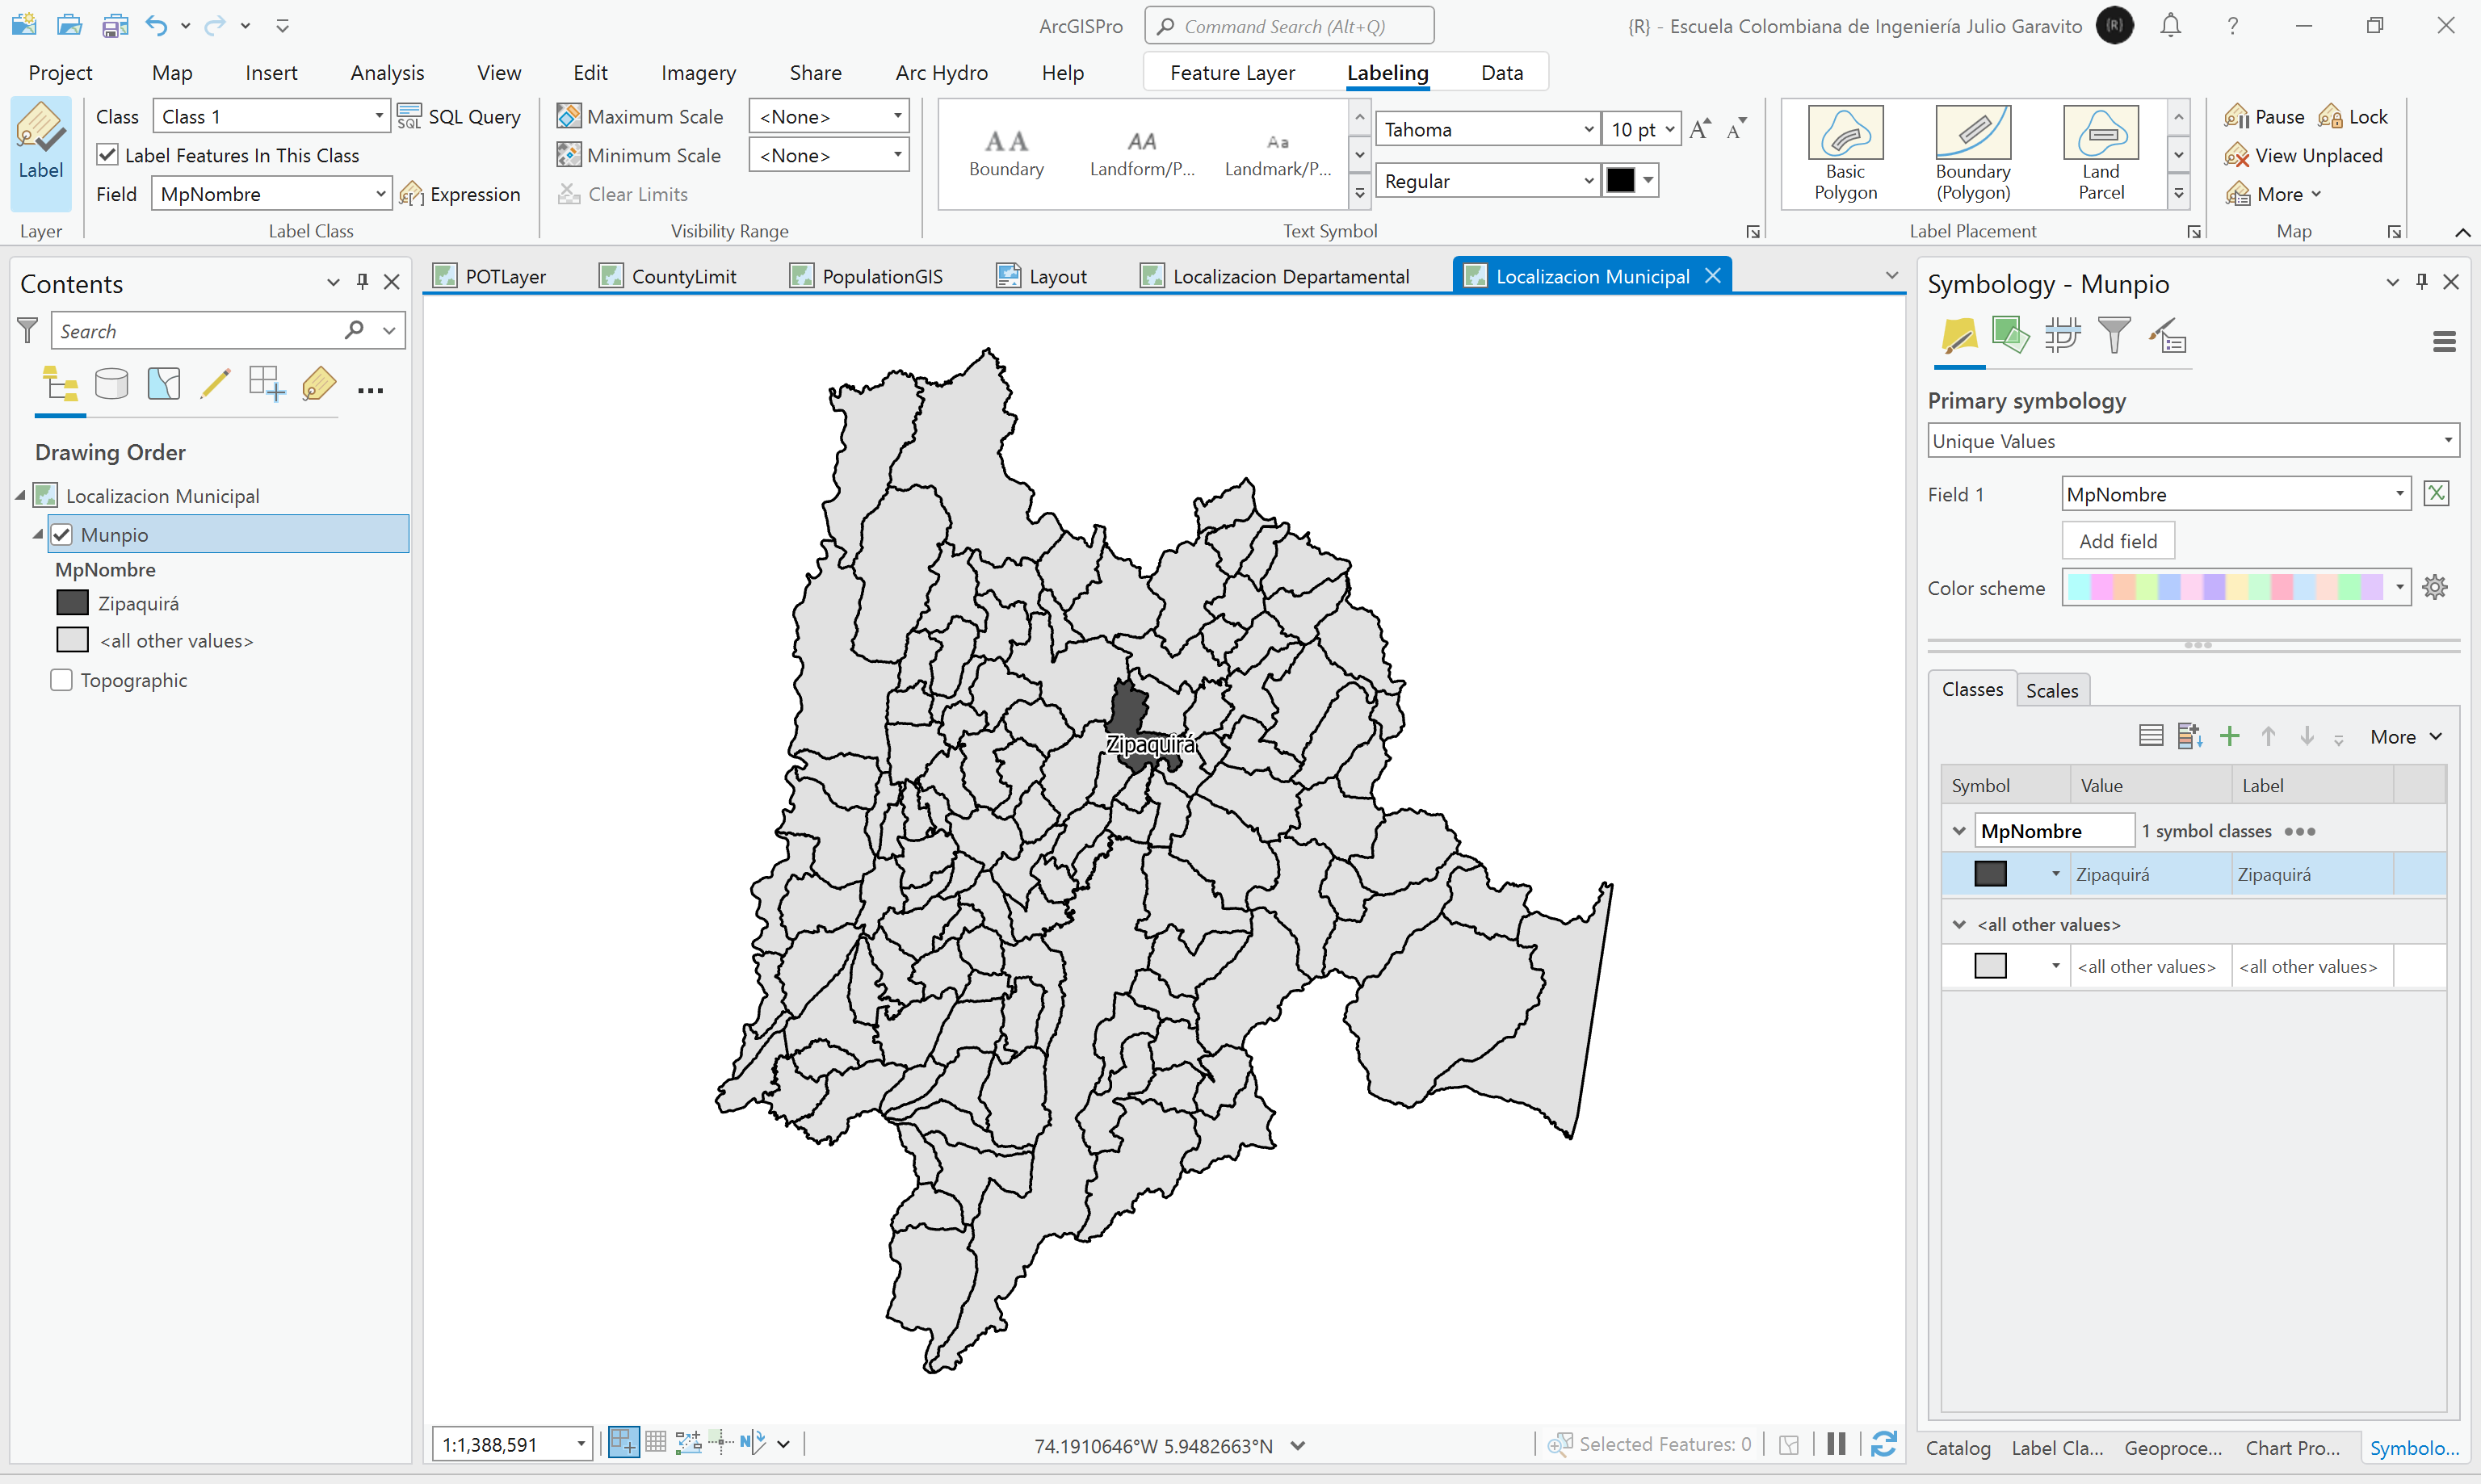 ArcGISPro
Command Search (Alt+Q)
{R} - Escuela Colombiana de Ingeniería Julio Garavito
{R}
Project Map Insert Analysis View Edit Imagery Share Arc Hydro Help Feature Layer Labeling Data
Label
Layer
Class Class 1 SQL SQL Query
Label Features In This Class
Field MpNombre Expression
Label Class
Maximum Scale <None>
Minimum Scale <None>
Clear Limits
Visibility Range
AA AA Aa
Boundary Landform/P... Landmark/P...
Tahoma 10 pt A A
Regular
Text Symbol
Basic Polygon
Boundary (Polygon)
Land Parcel
Label Placement
Pause Lock
View Unplaced
More
Map
Contents
Search
Drawing Order
Localizacion Municipal
Munpio
MpNombre
Zipaquirá
<all other values>
Topographic
POTLayer CountyLimit PopulationGIS Layout Localizacion Departamental Localizacion Municipal
Zipaquirá
1:1,388,591
N
74.1910646°W 5.9482663°N
Selected Features: 0
Symbology - Munpio
Primary symbology
Unique Values
Field 1 MpNombre
Add field
Color scheme
Classes Scales
More
Symbol Value Label
MpNombre 1 symbol classes
Zipaquirá Zipaquirá
<all other values>
<all other values> <all other values>
Catalog Label Cla... Geoproce... Chart Pro... Symbolo...